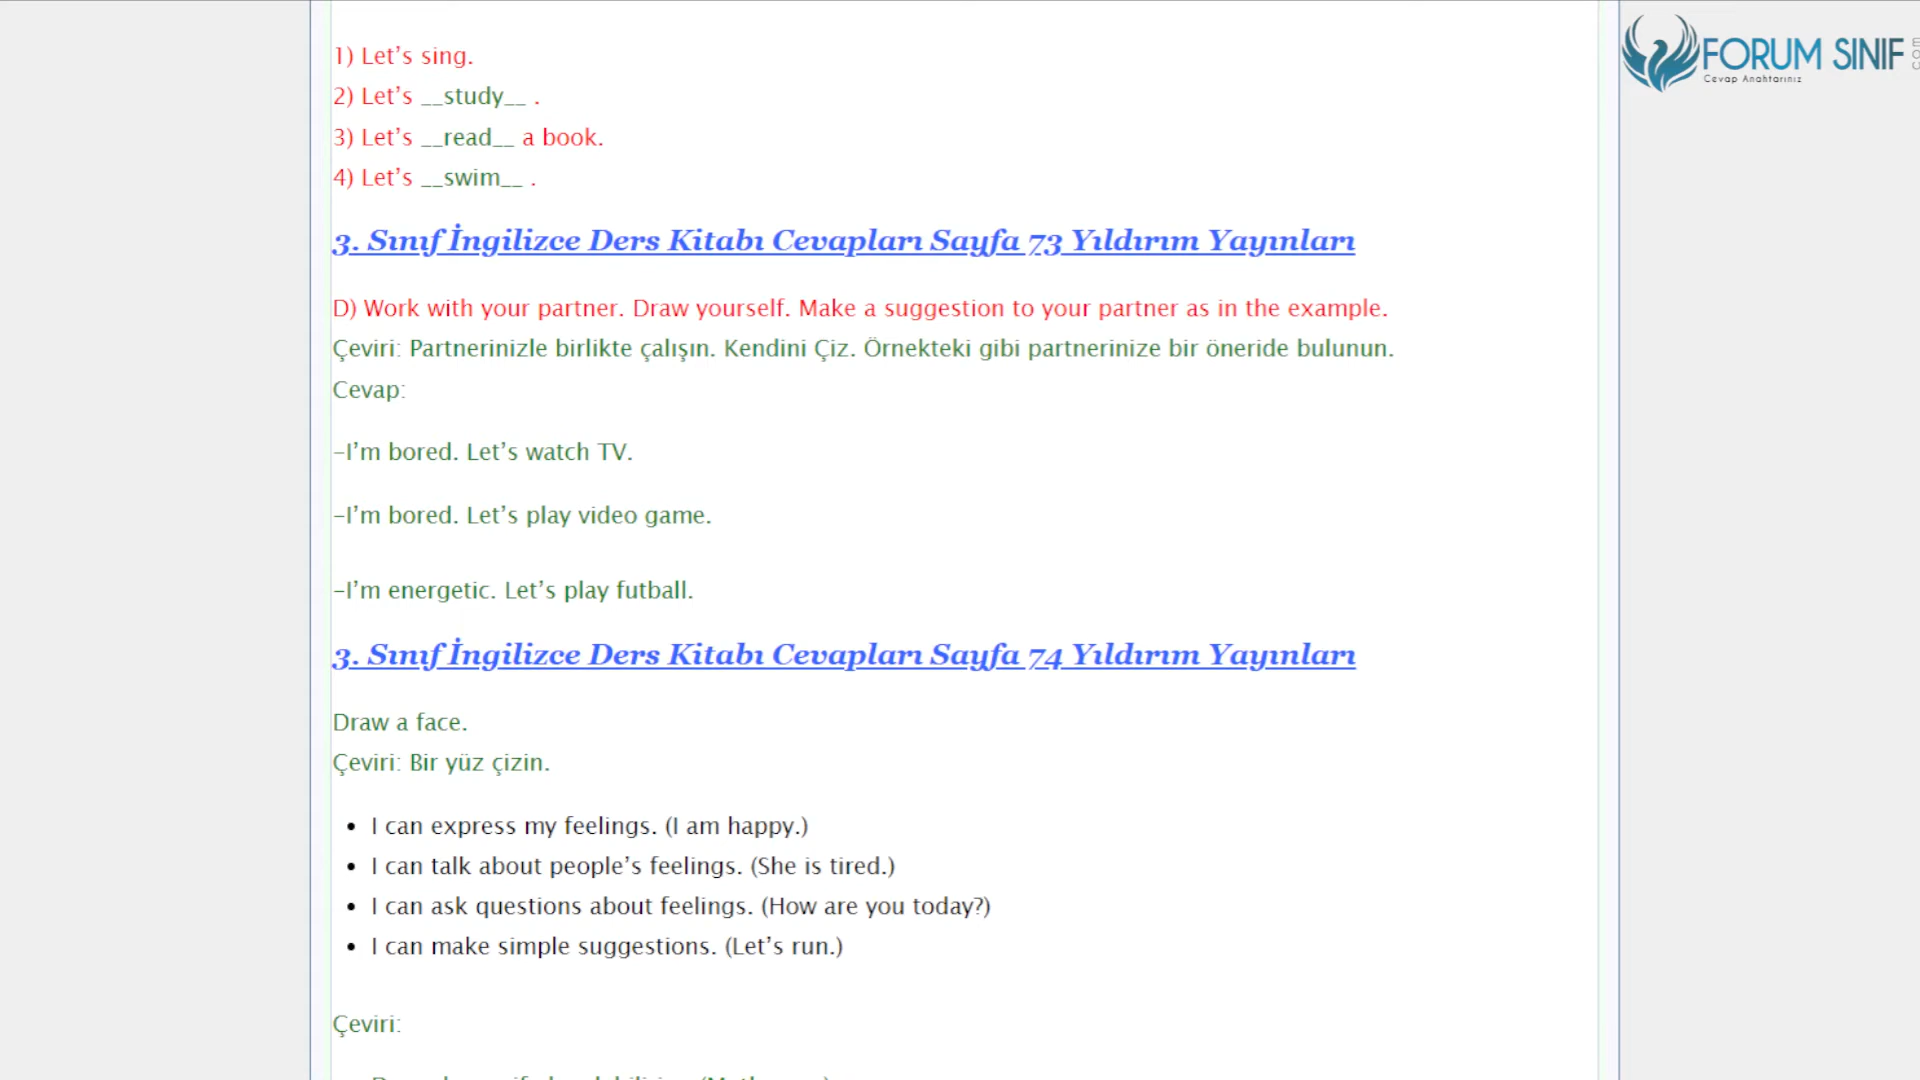 1) Let’s sing.
2) Let’s __study__ .
3) Let’s __read__ a book.
4) Let’s __swim__ .
3. Sınıf İngilizce Ders Kitabı Cevapları Sayfa 73 Yıldırım Yayınları
D) Work with your partner. Draw yourself. Make a suggestion to your partner as in the example.
Çeviri: Partnerinizle birlikte çalışın. Kendini Çiz. Örnekteki gibi partnerinize bir öneride bulunun.
Cevap:
-I’m bored. Let’s watch TV.
-I’m bored. Let’s play video game.
-I’m energetic. Let’s play futball.
3. Sınıf İngilizce Ders Kitabı Cevapları Sayfa 74 Yıldırım Yayınları
Draw a face.
Çeviri: Bir yüz çizin.
• I can express my feelings. (I am happy.)
• I can talk about people’s feelings. (She is tired.)
• I can ask questions about feelings. (How are you today?)
• I can make simple suggestions. (Let’s run.)
Çeviri:
FORUM SINIF
Cevap Anahtarınız